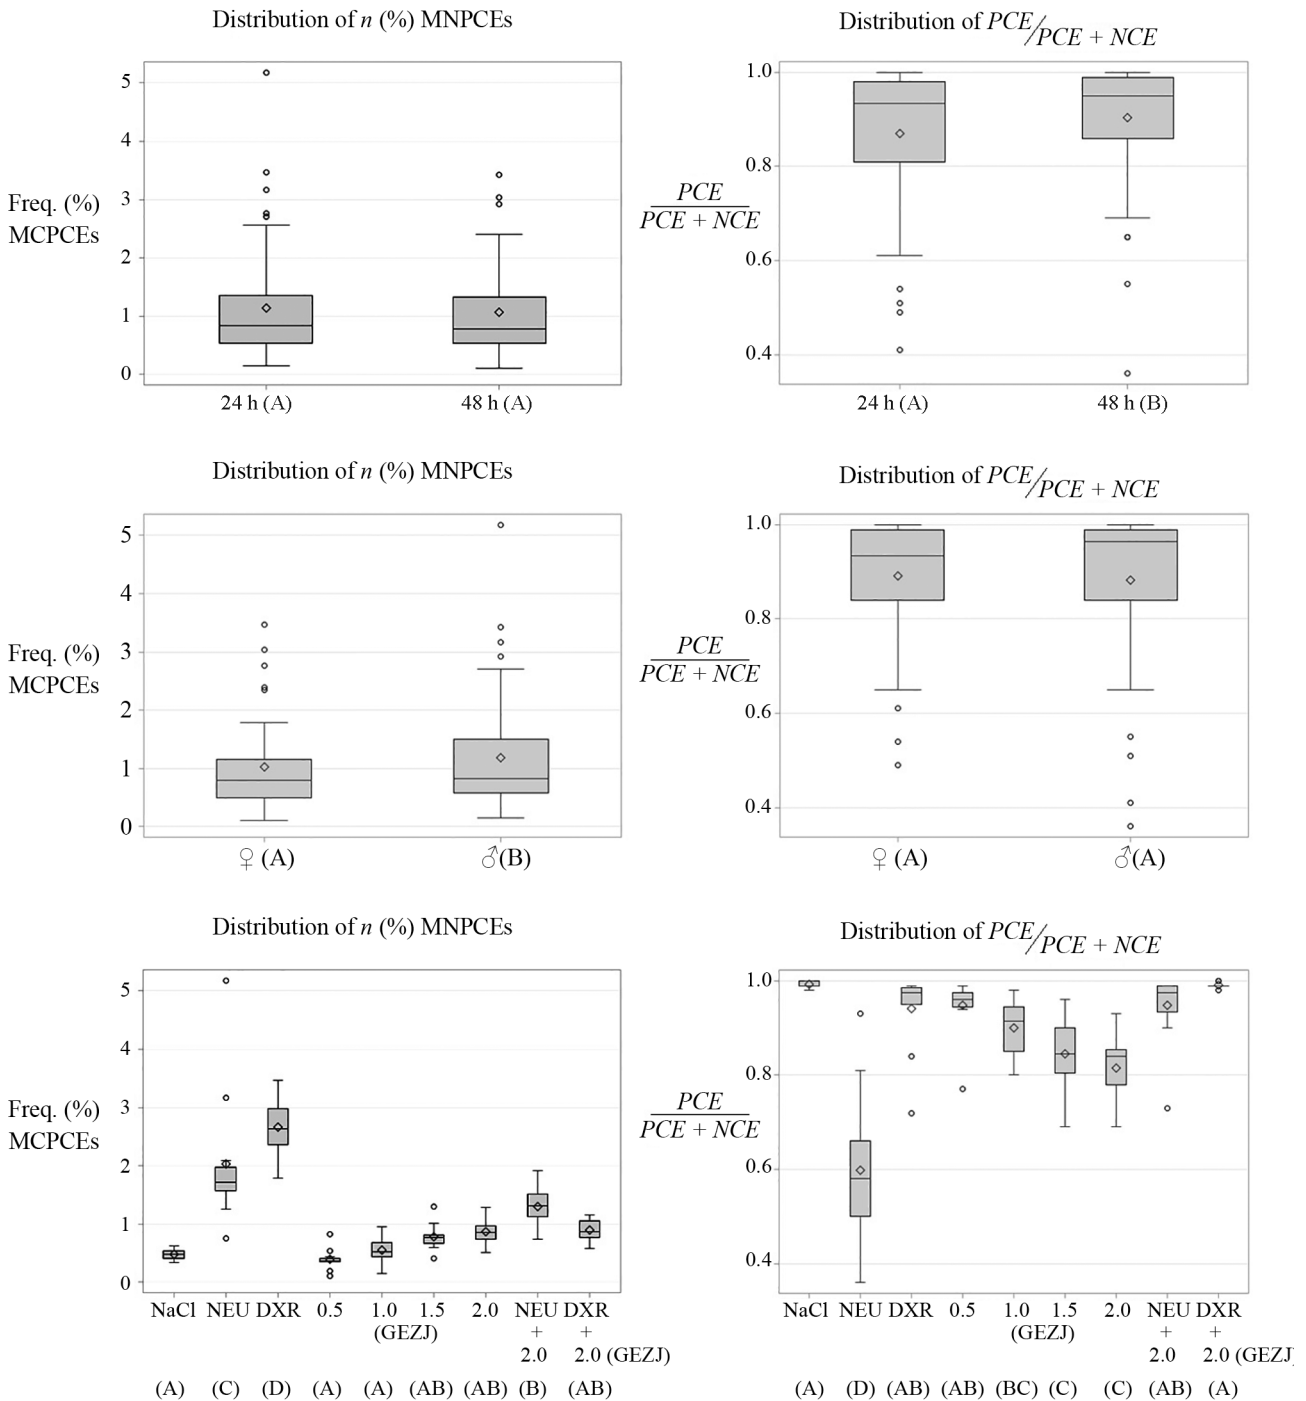 Distribution of n (%) MNPCEs
5
4
3
2
1
0
Freq. (%)
MCPCEs
24 h (A)
48 h (A)
Distribution of PCE/PCE + NCE
1.0
0.8
0.6
0.4
PCE
PCE + NCE
24 h (A)
48 h (B)
Distribution of n (%) MNPCEs
5
4
3
2
1
0
Freq. (%)
MCPCEs
♀ (A)
♂(B)
Distribution of PCE/PCE + NCE
1.0
0.8
0.6
0.4
PCE
PCE + NCE
♀ (A)
♂(A)
Distribution of n (%) MNPCEs
5
4
3
2
1
0
Freq. (%)
MCPCEs
NaCl NEU DXR 0.5 1.0 1.5 2.0 NEU DXR
(GEZJ) + +
2.0 2.0 (GEZJ)
(A) (C) (D) (A) (A) (AB) (AB) (B) (AB)
Distribution of PCE/PCE + NCE
1.0
0.8
0.6
0.4
PCE
PCE + NCE
NaCl NEU DXR 0.5 1.0 1.5 2.0 NEU DXR
(GEZJ) + +
2.0 2.0 (GEZJ)
(A) (D) (AB) (AB) (BC) (C) (C) (AB) (A)